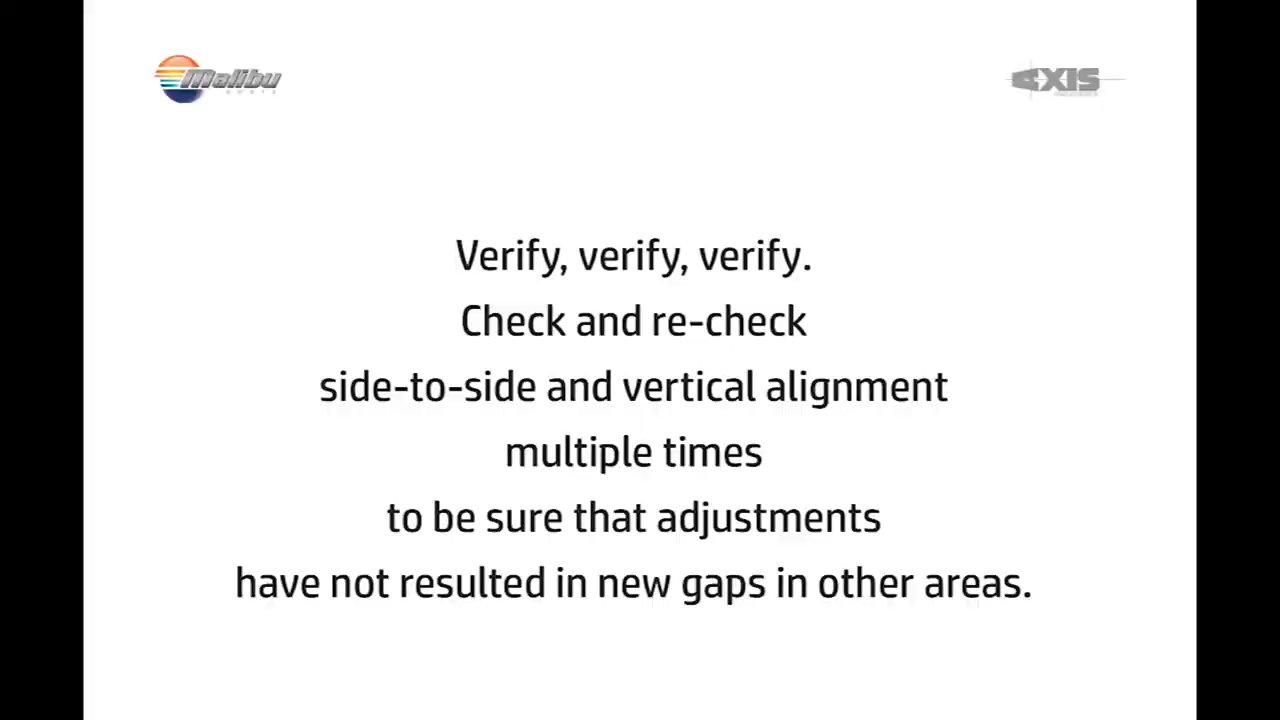 Malibu
AXIS
Verify, verify, verify.
Check and re-check
side-to-side and vertical alignment
multiple times
to be sure that adjustments
have not resulted in new gaps in other areas.